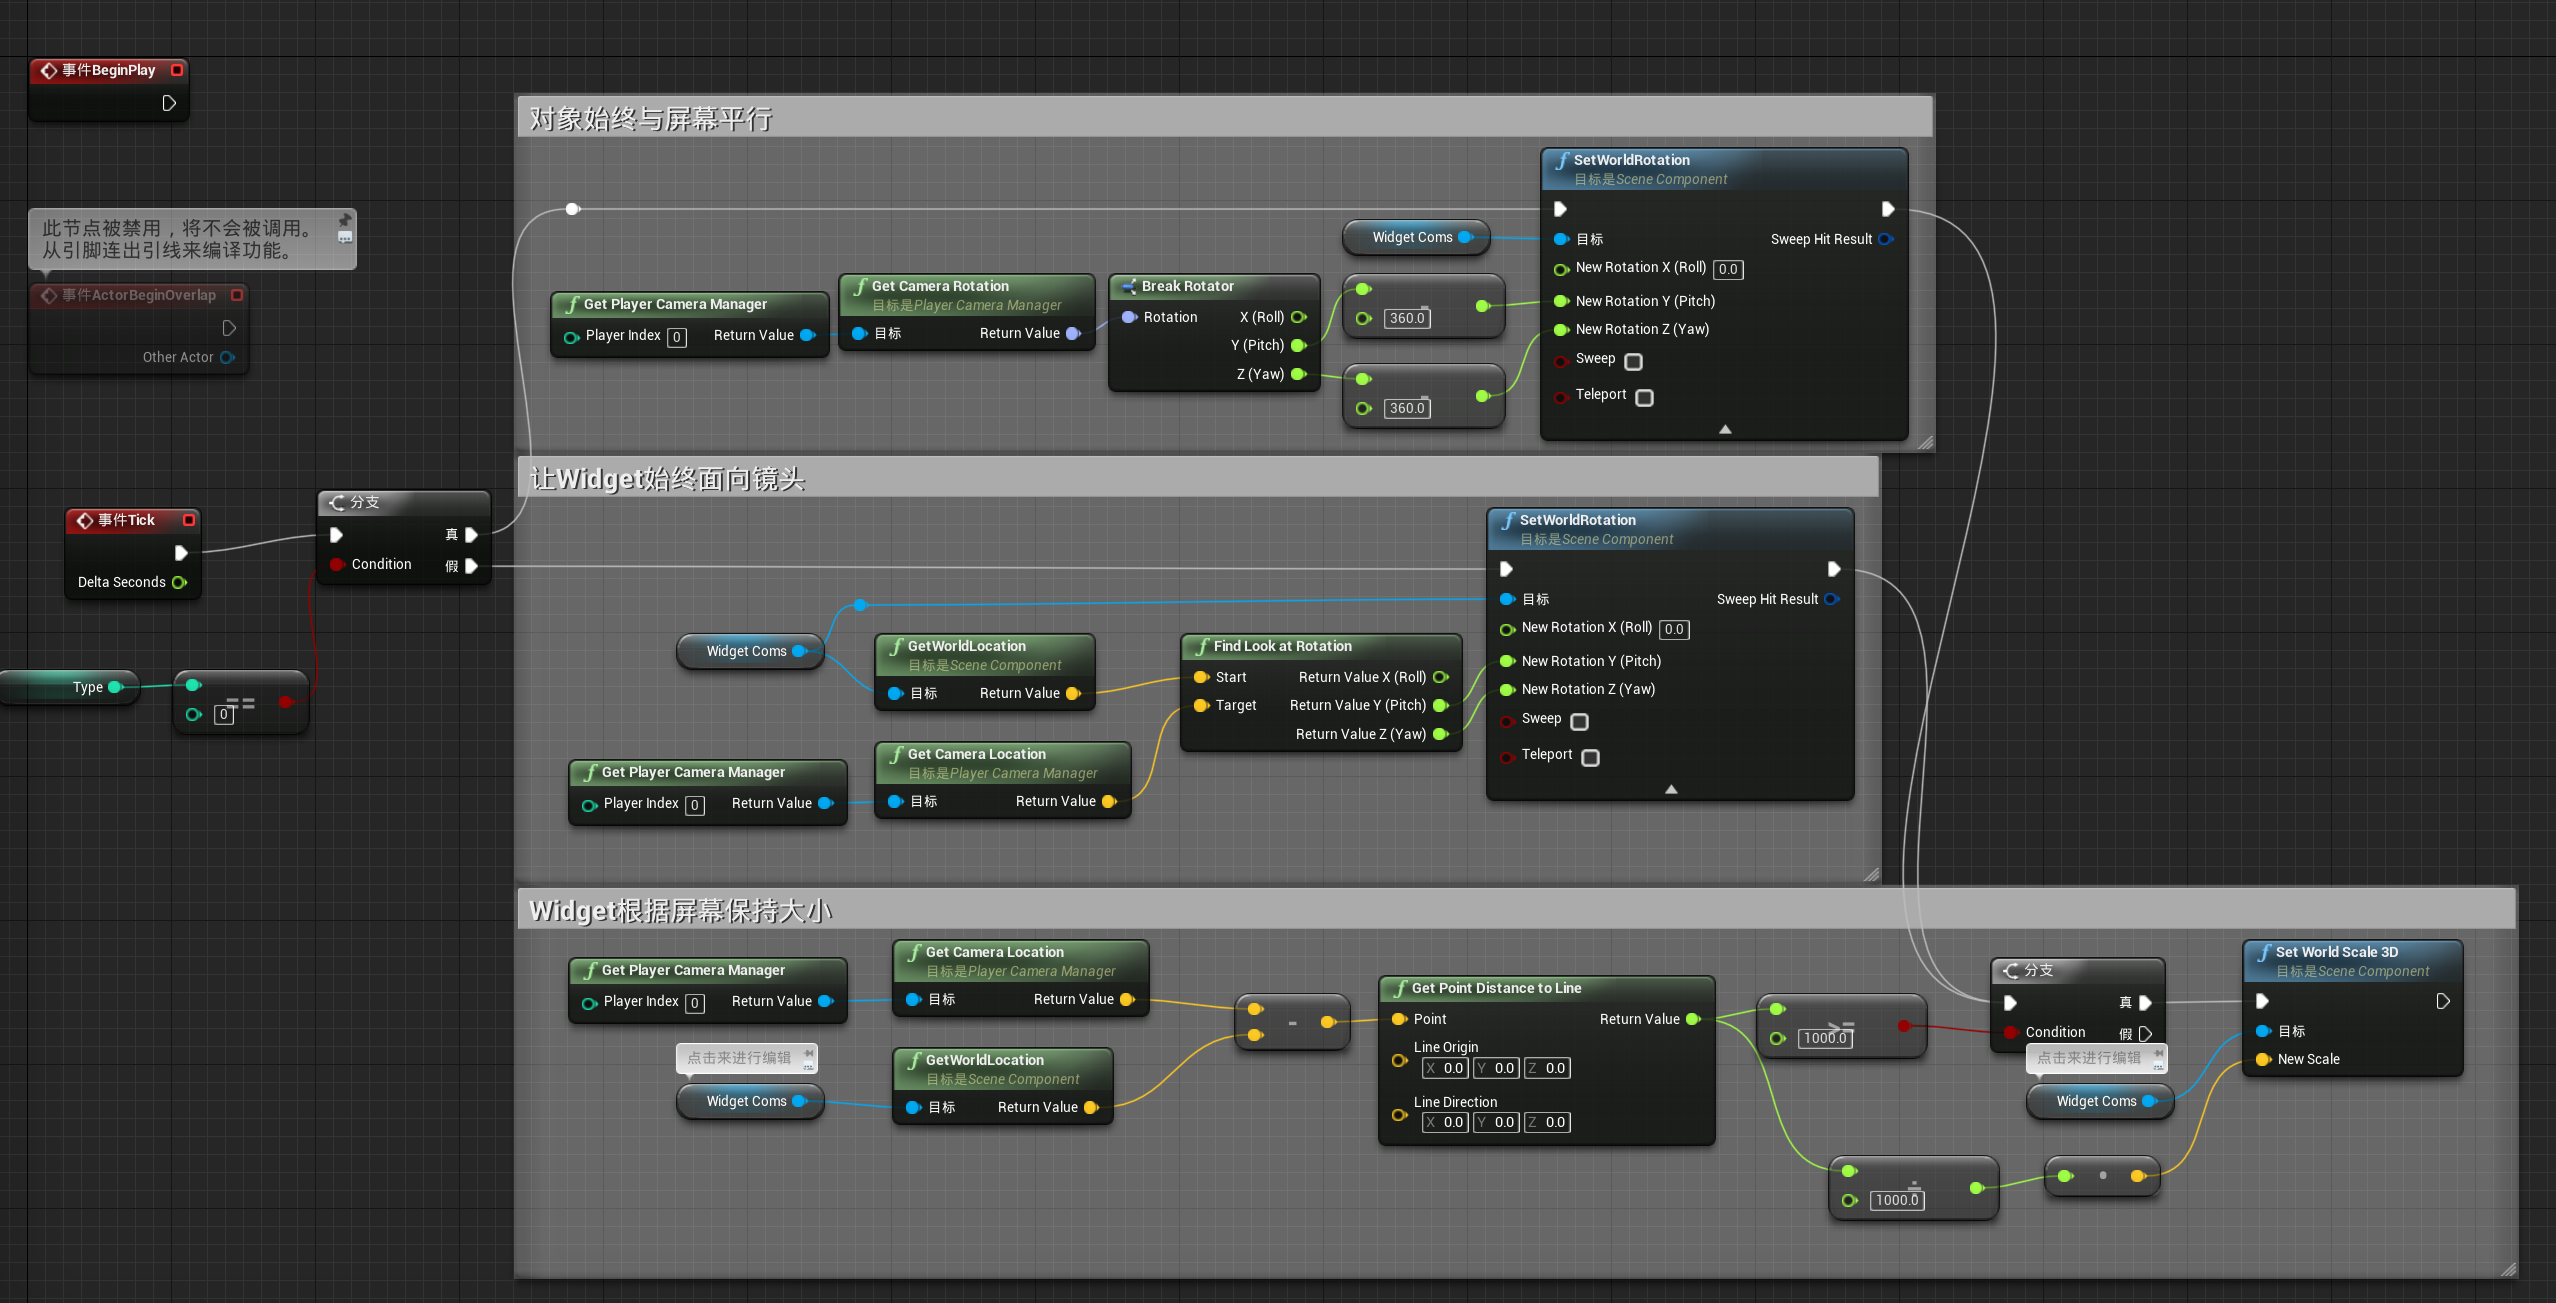 事件BeginPlay
此节点被禁用，将不会被调用。
从引脚连出引线来编译功能。
事件ActorBeginOverlap
Other Actor
事件Tick
Delta Seconds
分支
真
Condition
假
Type
==
0
对象始终与屏幕平行
Get Player Camera Manager
Player Index 0
Return Value
Get Camera Rotation
目标是Player Camera Manager
目标
Return Value
Break Rotator
Rotation
X (Roll)
Y (Pitch)
Z (Yaw)
Widget Coms
-
360.0
-
360.0
SetWorldRotation
目标是Scene Component
目标
Sweep Hit Result
New Rotation X (Roll) 0.0
New Rotation Y (Pitch)
New Rotation Z (Yaw)
Sweep
Teleport
让Widget始终面向镜头
Widget Coms
GetWorldLocation
目标是Scene Component
目标
Return Value
Get Player Camera Manager
Player Index 0
Return Value
Get Camera Location
目标是Player Camera Manager
目标
Return Value
Find Look at Rotation
Start
Return Value X (Roll)
Target
Return Value Y (Pitch)
Return Value Z (Yaw)
SetWorldRotation
目标是Scene Component
目标
Sweep Hit Result
New Rotation X (Roll) 0.0
New Rotation Y (Pitch)
New Rotation Z (Yaw)
Sweep
Teleport
Widget根据屏幕保持大小
Get Player Camera Manager
Player Index 0
Return Value
Get Camera Location
目标是Player Camera Manager
目标
Return Value
点击来进行编辑
Widget Coms
GetWorldLocation
目标是Scene Component
目标
Return Value
-
Get Point Distance to Line
Point
Return Value
Line Origin
X 0.0 Y 0.0 Z 0.0
Line Direction
X 0.0 Y 0.0 Z 0.0
>=
1000.0
÷
1000.0
分支
真
Condition
假
点击来进行编辑
Widget Coms
Set World Scale 3D
目标是Scene Component
目标
New Scale